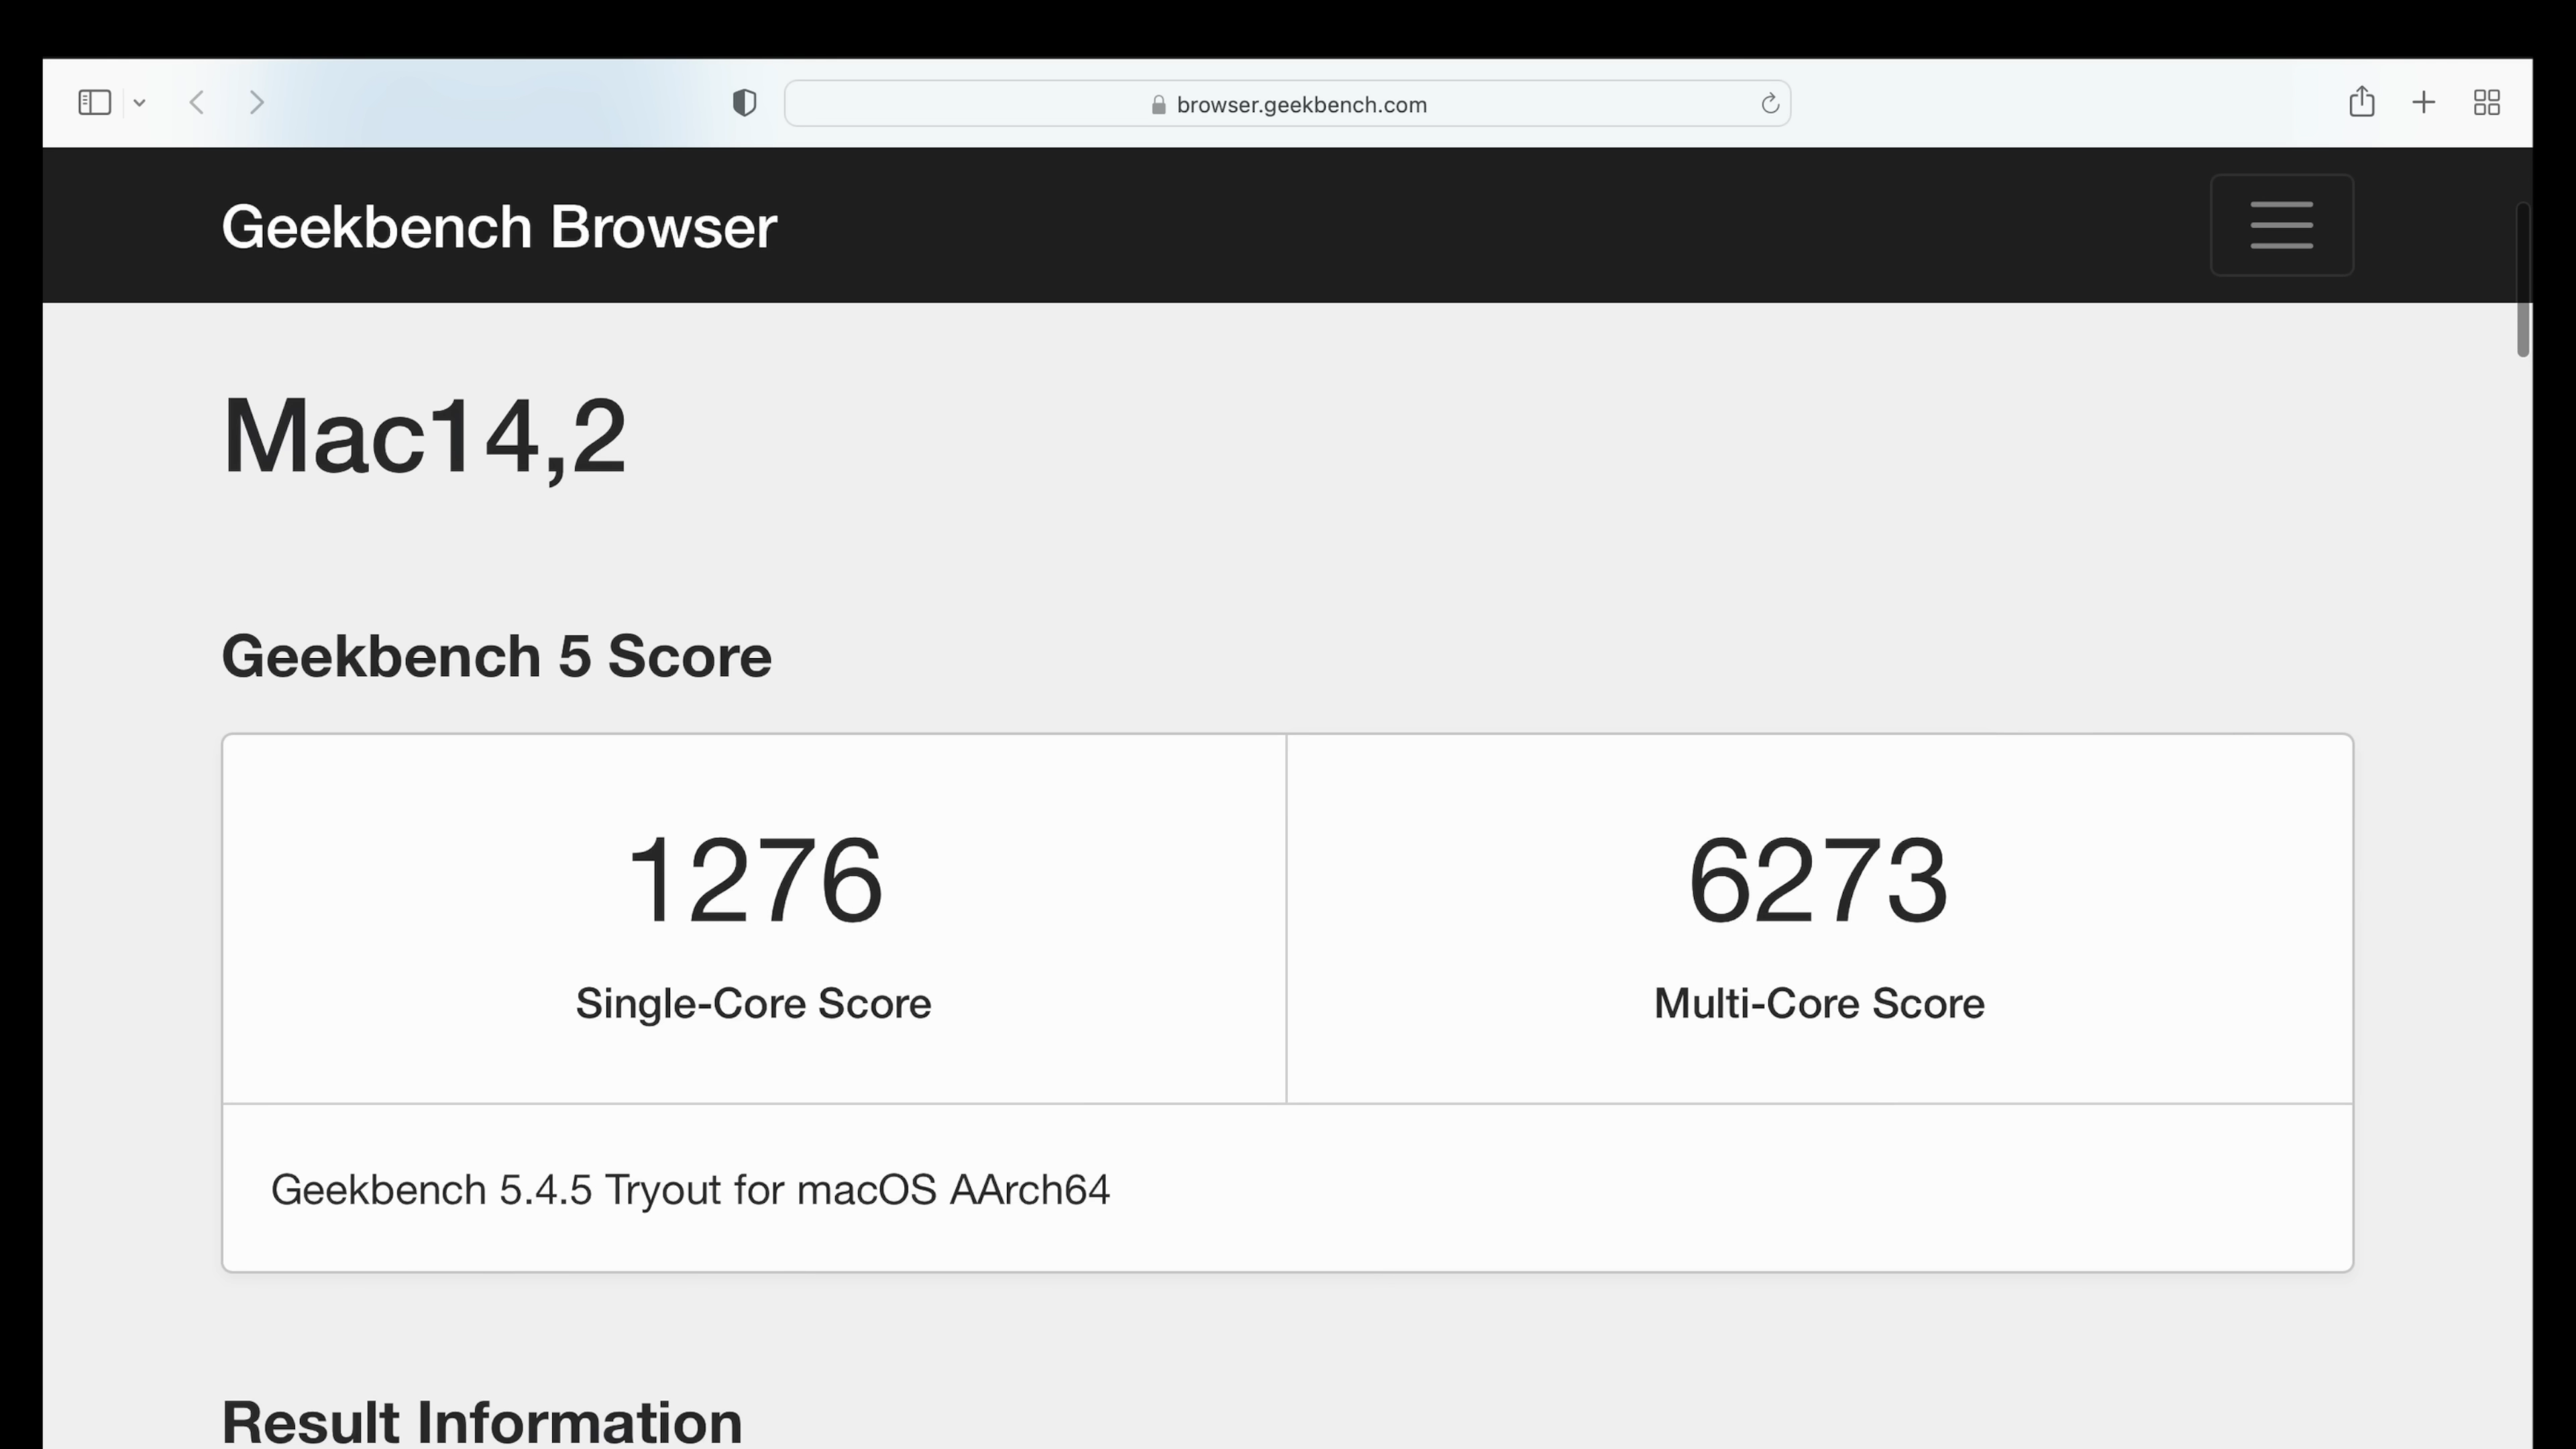 browser.geekbench.com
Geekbench Browser
Mac14,2
Geekbench 5 Score
1276
Single-Core Score
6273
Multi-Core Score
Geekbench 5.4.5 Tryout for macOS AArch64
Result Information